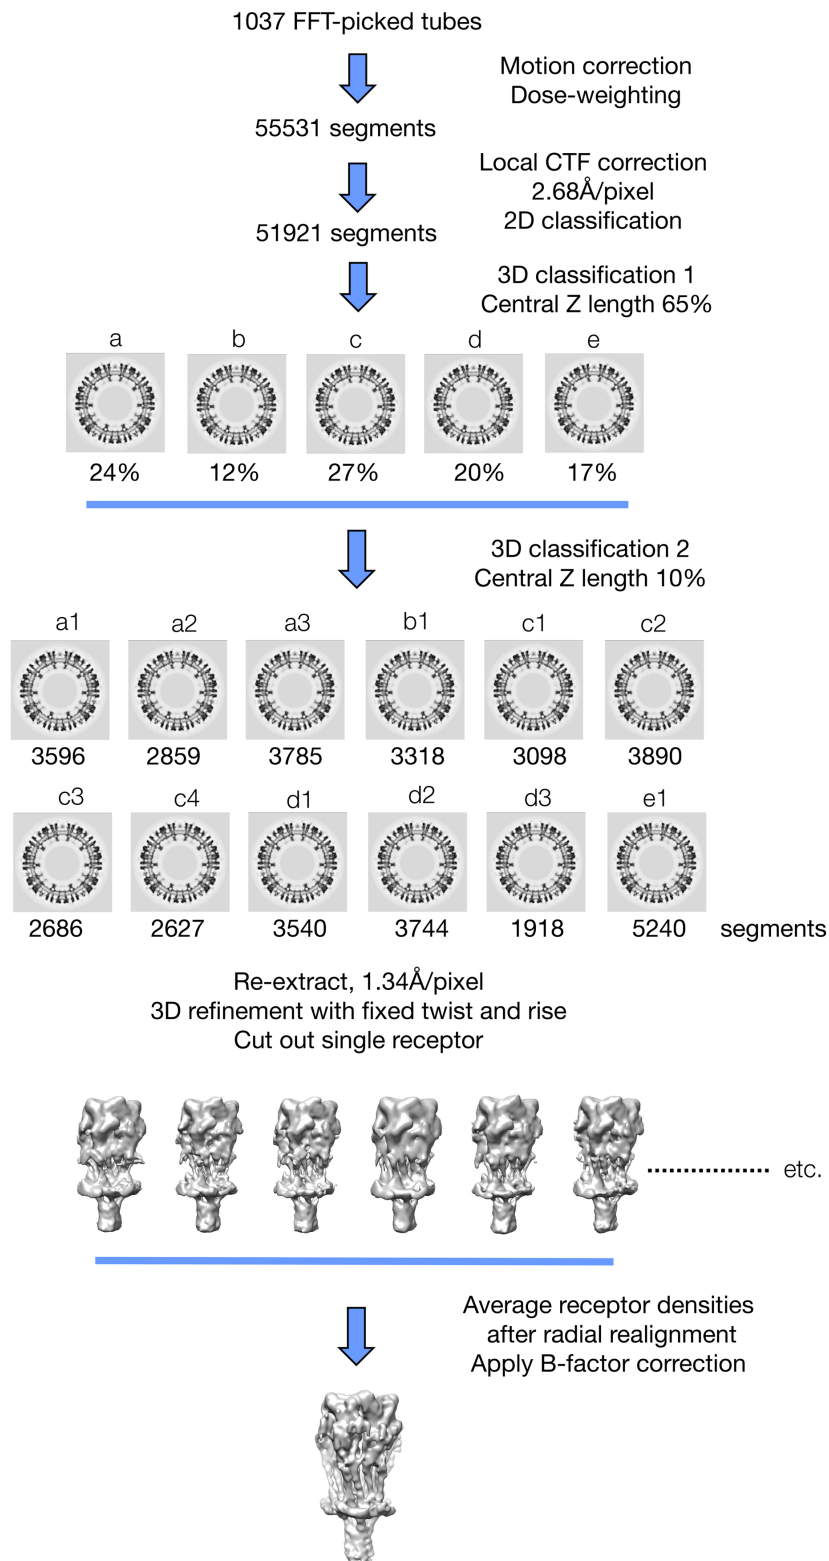 1037 FFT-picked tubes
Motion correction
Dose-weighting
55531 segments
Local CTF correction
2.68Å/pixel
2D classification
51921 segments
3D classification 1
Central Z length 65%
a b c d e
24% 12% 27% 20% 17%
3D classification 2
Central Z length 10%
a1 a2 a3 b1 c1 c2
3596 2859 3785 3318 3098 3890
c3 c4 d1 d2 d3 e1
2686 2627 3540 3744 1918 5240 segments
Re-extract, 1.34Å/pixel
3D refinement with fixed twist and rise
Cut out single receptor
etc.
Average receptor densities
after radial realignment
Apply B-factor correction